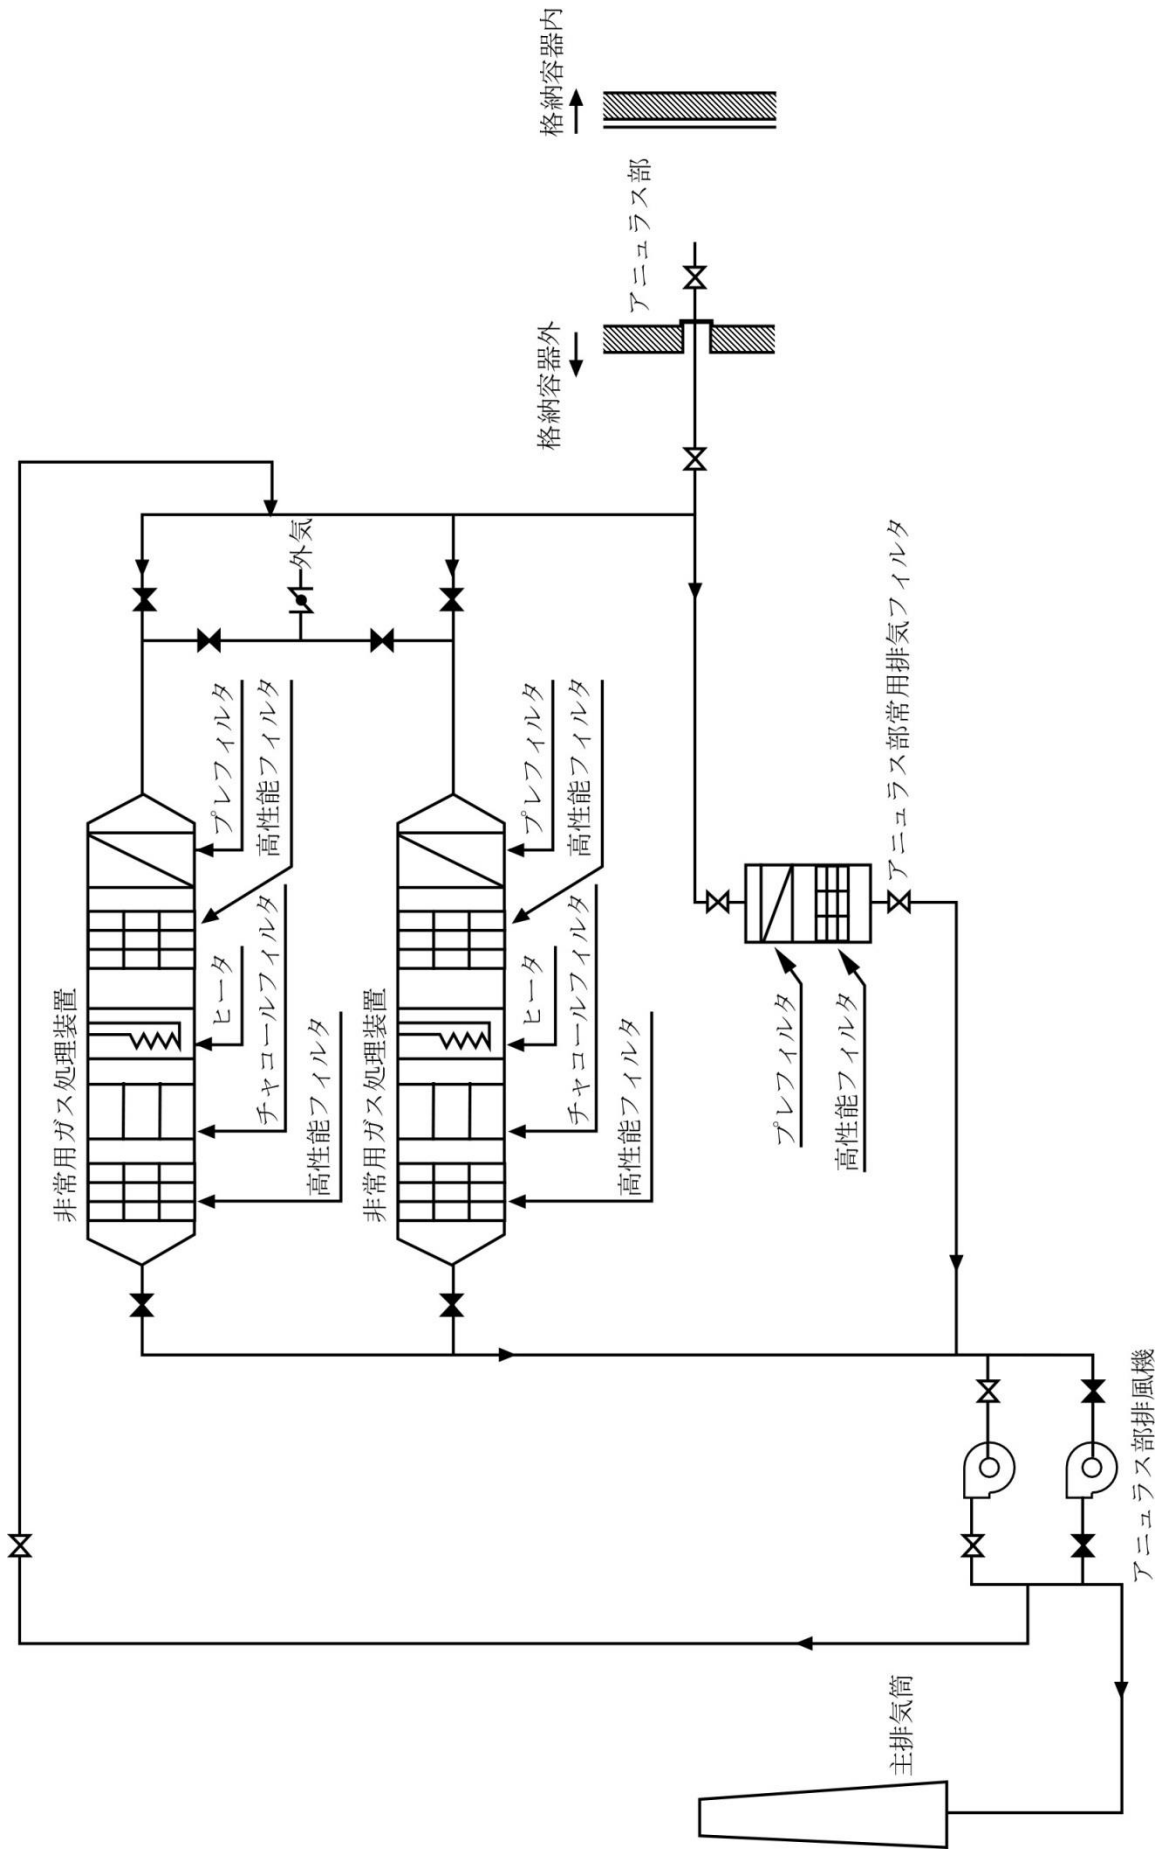 非常用ガス処理装置
高性能フィルタ
チャコールフィルタ
ヒータ
高性能フィルタ
プレフィルタ
外気
非常用ガス処理装置
高性能フィルタ
チャコールフィルタ
ヒータ
高性能フィルタ
プレフィルタ
格納容器外
格納容器内
アニュラス部
プレフィルタ
高性能フィルタ
アニュラス部常用排気フィルタ
主排気筒
アニュラス部排風機